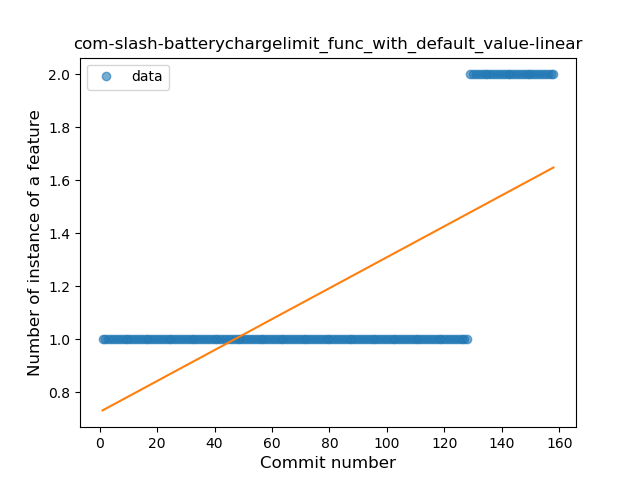 com-slash-batterychargelimit_func_with_default_value-linear
data
Number of instance of a feature
2.0
1.8
1.6
1.4
1.2
1.0
0.8
0 20 40 60 80 100 120 140 160
Commit number